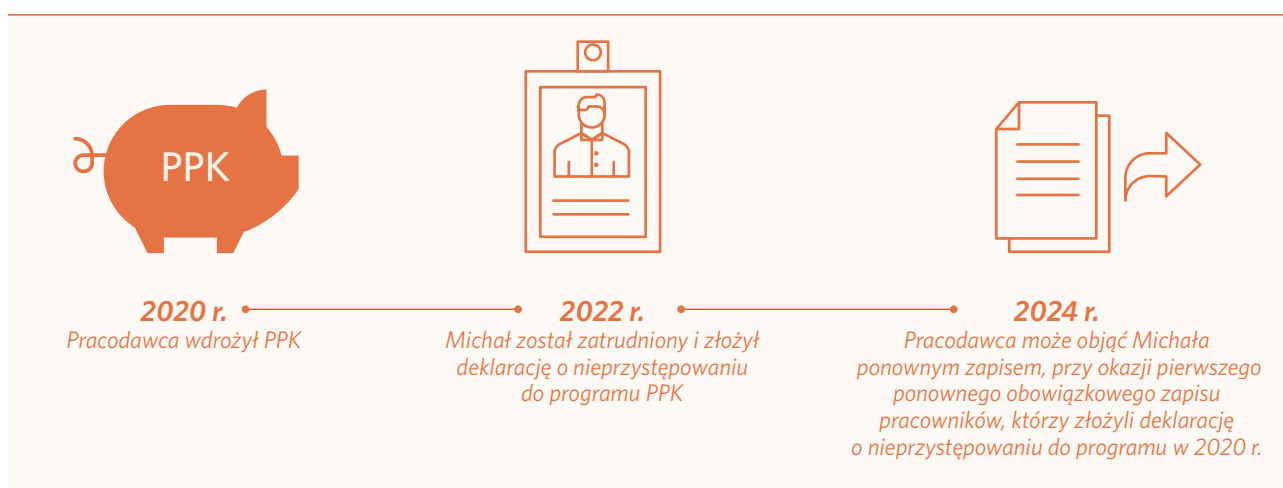 PPK
2020 r.
Pracodawca wdrożył PPK
2022 r.
Michał został zatrudniony i złożył
deklarację o nieprzystępowaniu
do programu PPK
2024 r.
Pracodawca może objąć Michała
ponownym zapisem, przy okazji pierwszego
ponownego obowiązkowego zapisu
pracowników, którzy złożyli deklarację
o nieprzystępowaniu do programu w 2020 r.